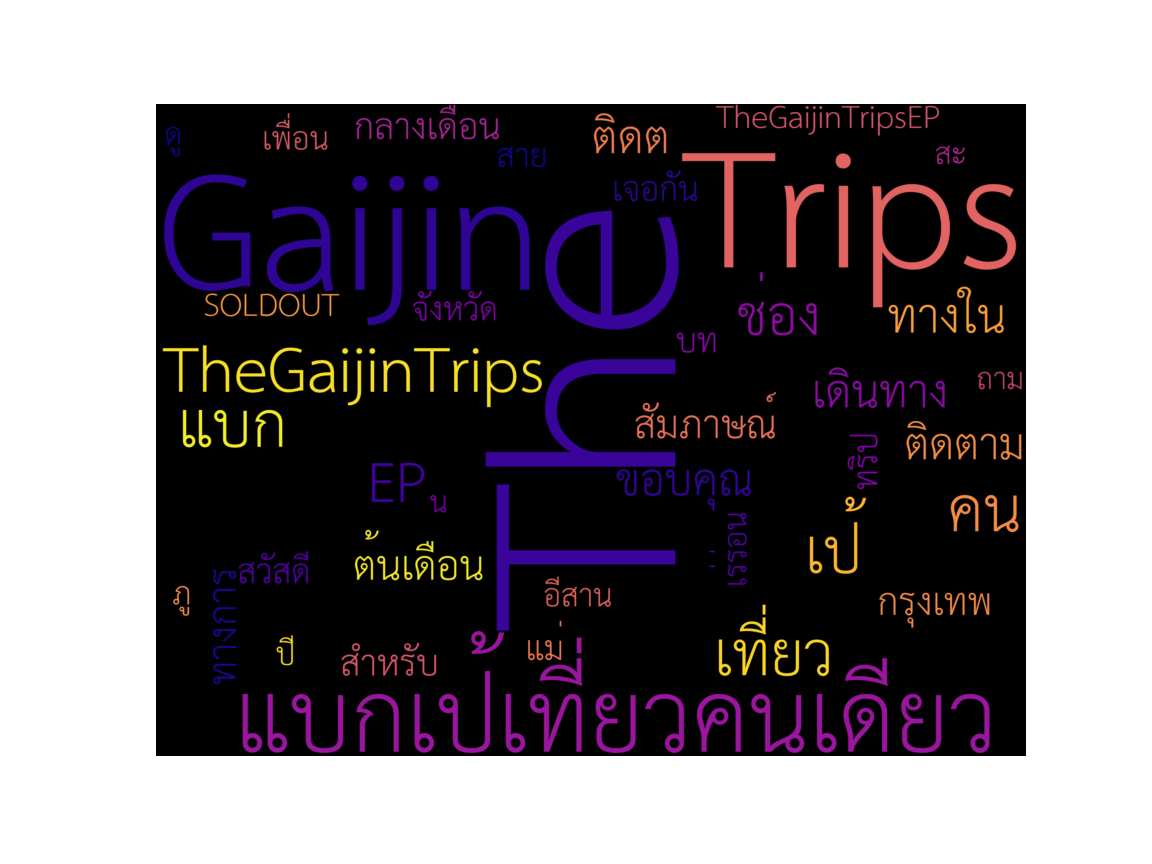 TheGaijinTripsEP
ดู
เพื่อน
กลางเดือน
สาย
ติดต
สะ
Gaijin
เจอกัน
Trips
The
SOLDOUT
จังหวัด
ช่อง
ทางใน
บท
TheGaijinTrips
เดินทาง
ถาม
แบก
สัมภาษณ์
ติดตาม
ทริป
EP
น
ขอบคุณ
คน
เป้
ต้นเดือน
สวัสดี
อีสาน
กรุงเทพ
ภู
ทางการ
ปี
สำหรับ
แม่
เที่ยว
แบกเป้เที่ยวคนเดียว